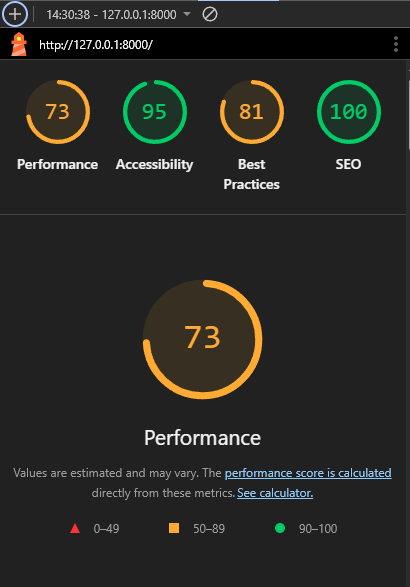 14:30:38 - 127.0.0.1:8000
http://127.0.0.1:8000/
73 95 81 100
Performance Accessibility Best Practices SEO
73
Performance
Values are estimated and may vary. The performance score is calculated
directly from these metrics. See calculator.
0–49 50–89 90–100